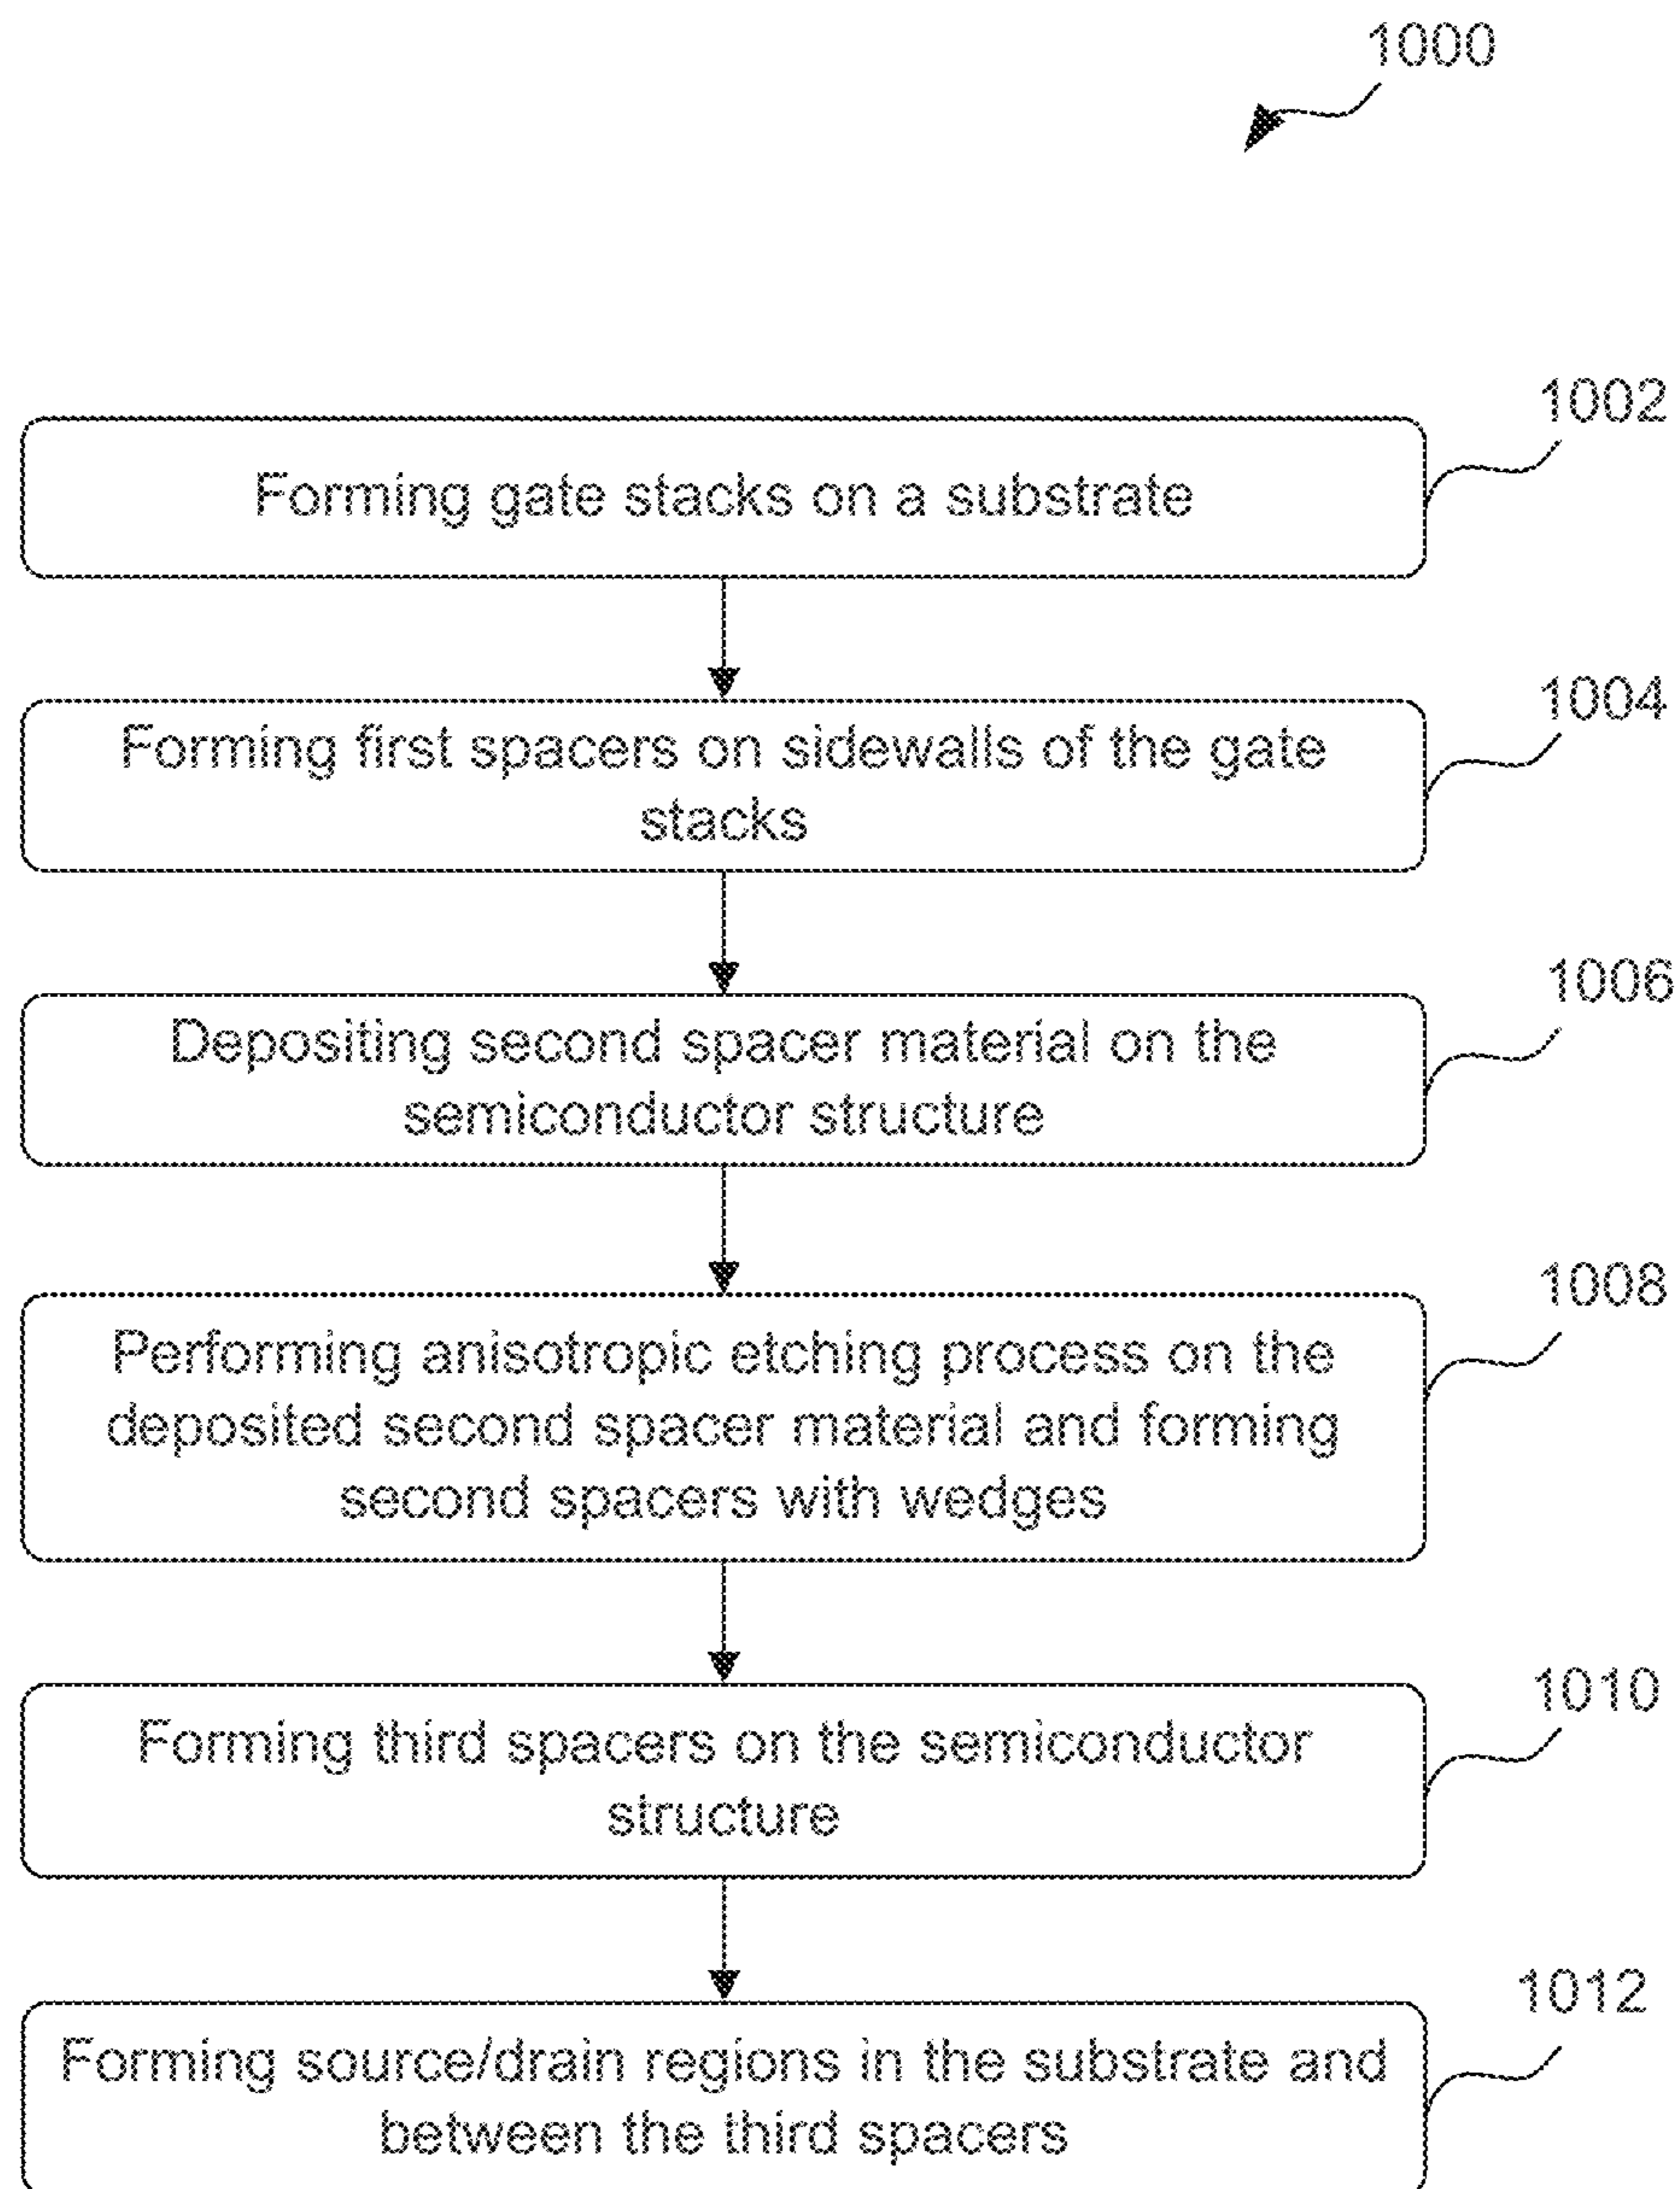 1000
1002
Forming gate stacks on a substrate
1004
Forming first spacers on sidewalls of the gate
stacks
1006
Depositing second spacer material on the
semiconductor structure
1008
Performing anisotropic etching process on the
deposited second spacer material and forming
second spacers with wedges
1010
Forming third spacers on the semiconductor
structure
1012
Forming source/drain regions in the substrate and
between the third spacers